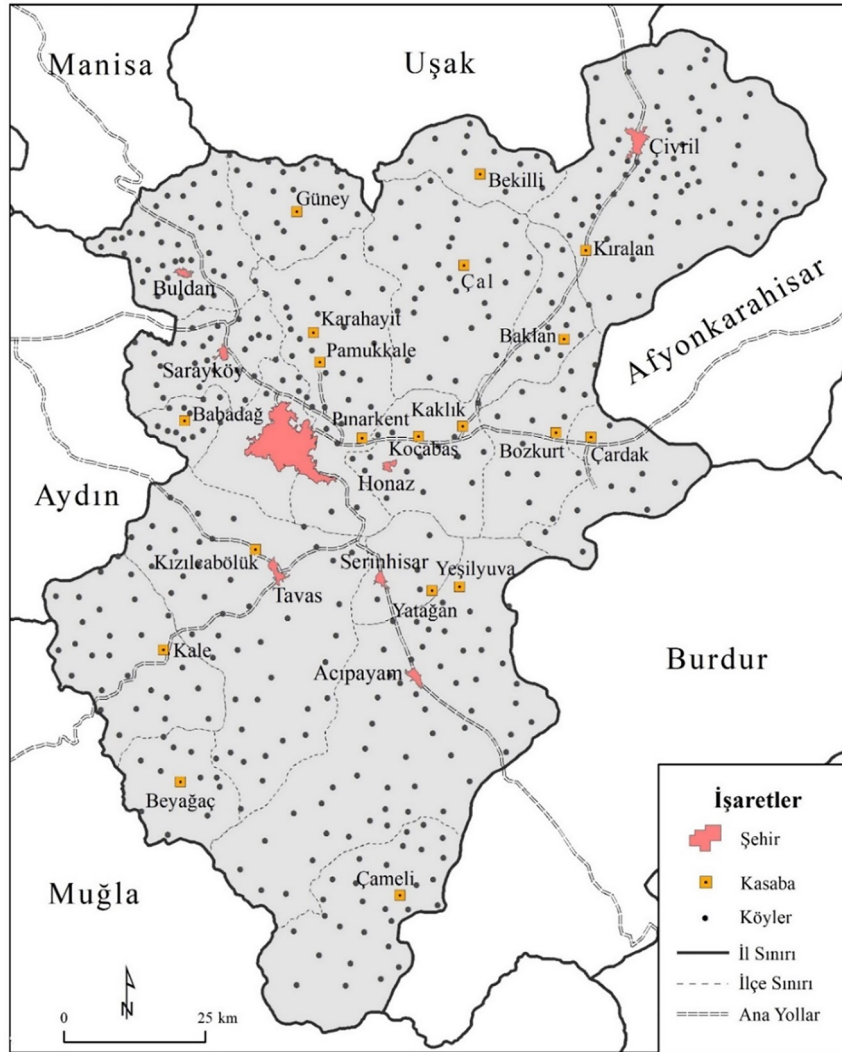 Manisa
Uşak
Çivril
Bekilli
Güney
Kıralan
Çal
Buldan
Afyonkarahisar
Karahayıt
Baklan
Pamukkale
Sarayköy
Babadağ
Pınarkent
Kaklık
Koçabaş
Bozkurt
Çardak
Honaz
Aydın
Kızılcabölük
Serinhisar
Yeşilyuva
Tavas
Yatağan
Kale
Acıpayam
Burdur
Beyağaç
Çameli
Muğla
İşaretler
Şehir
Kasaba
Köyler
İl Sınırı
İlçe Sınırı
Ana Yollar
N
0 25 km